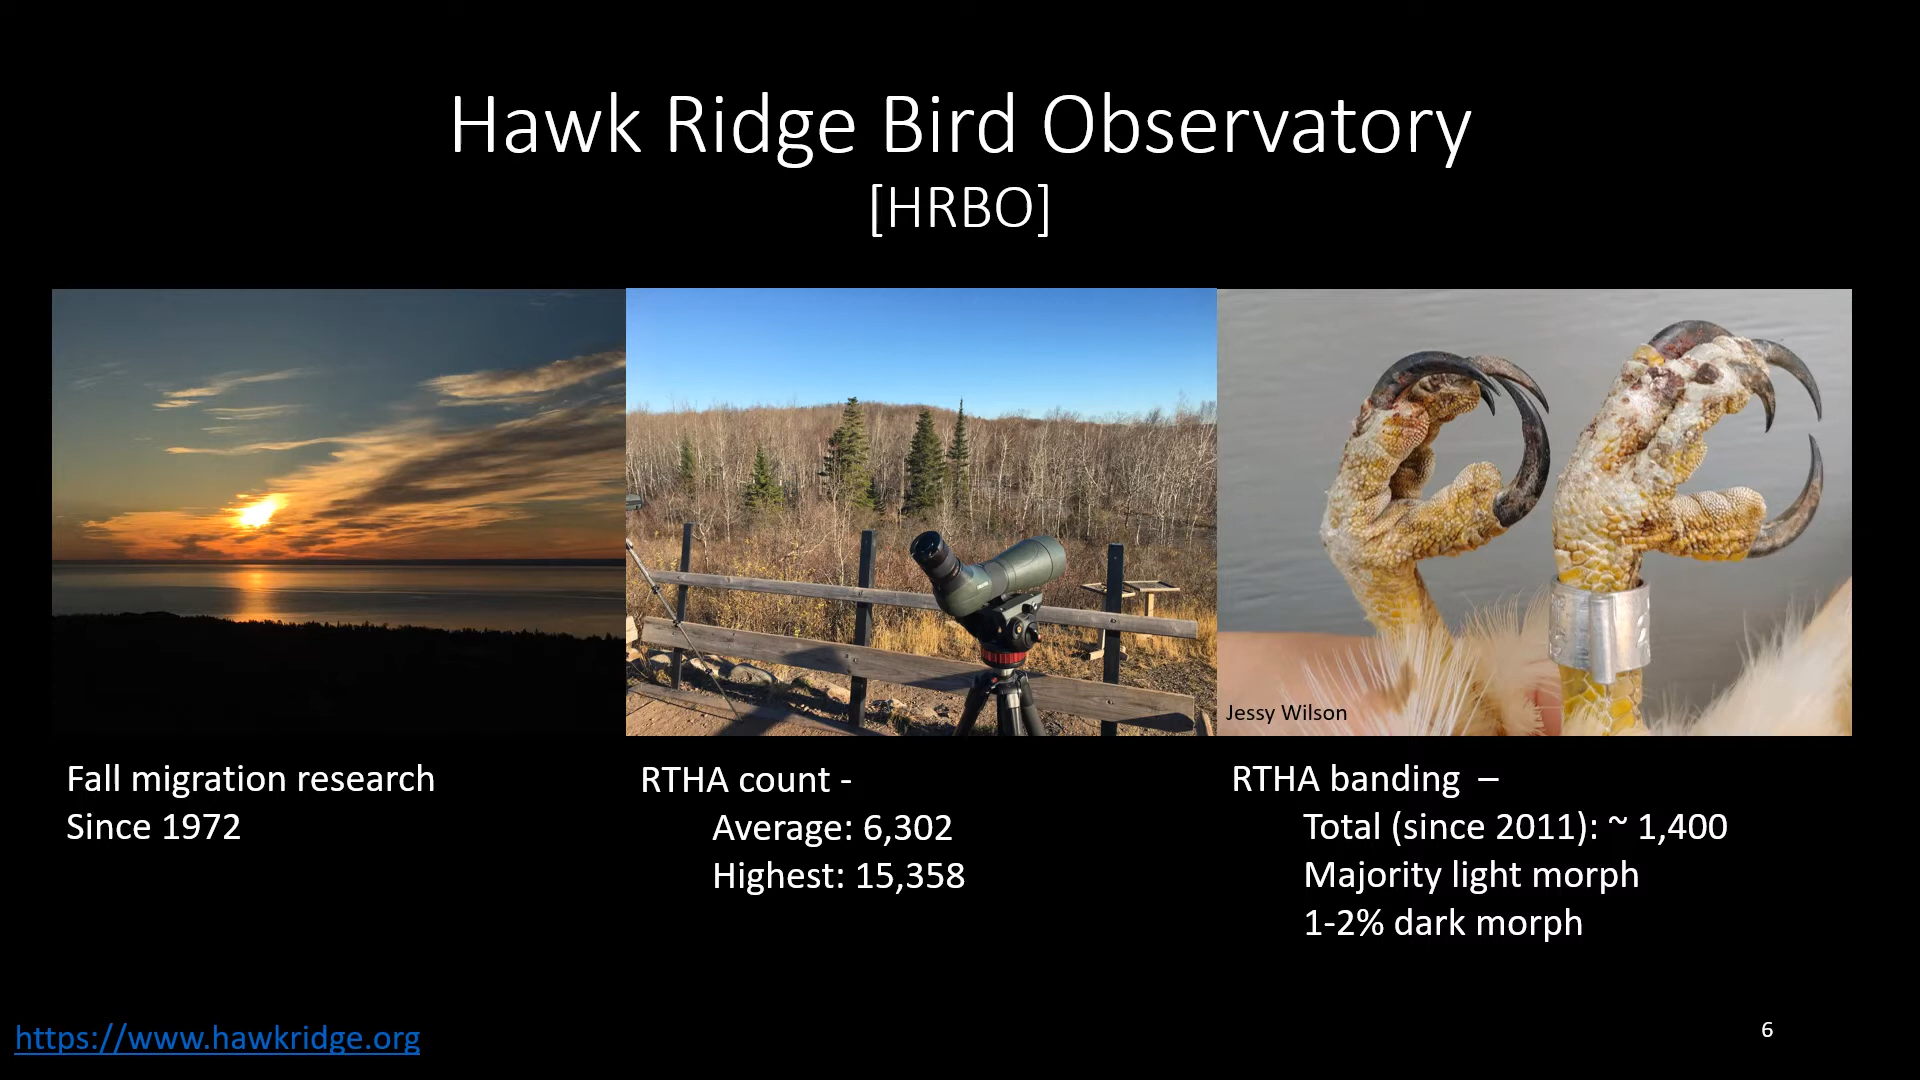 Hawk Ridge Bird Observatory
[HRBO]
Jessy Wilson
Fall migration research
Since 1972
RTHA count -
Average: 6,302
Highest: 15,358
RTHA banding –
Total (since 2011): ~ 1,400
Majority light morph
1-2% dark morph
https://www.hawkridge.org
6